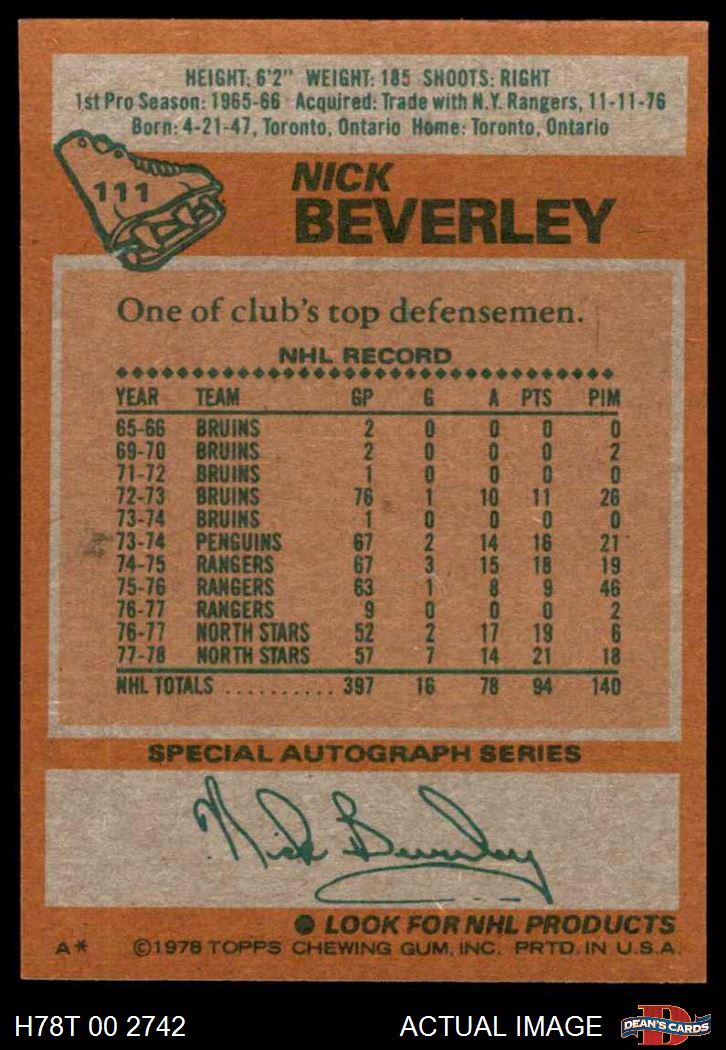 HEIGHT: 6'2" WEIGHT: 185 SHOOTS: RIGHT
1st Pro Season: 1965-66 Acquired: Trade with N.Y. Rangers, 11-11-76
Born: 4-21-47, Toronto, Ontario Home: Toronto, Ontario
111
NICK
BEVERLEY
One of club's top defensemen.
NHL RECORD
YEAR TEAM GP G A PTS PIM
65-66 BRUINS 2 0 0 0 0
69-70 BRUINS 2 0 0 0 2
71-72 BRUINS 1 0 0 0 0
72-73 BRUINS 76 1 10 11 26
73-74 BRUINS 1 0 0 0 0
73-74 PENGUINS 67 2 14 16 21
74-75 RANGERS 67 3 15 18 19
75-76 RANGERS 63 1 8 9 46
76-77 RANGERS 9 0 0 0 2
76-77 NORTH STARS 52 2 17 19 6
77-78 NORTH STARS 57 7 14 21 18
NHL TOTALS .......... 397 16 78 94 140
SPECIAL AUTOGRAPH SERIES
Nick Beverley
● LOOK FOR NHL PRODUCTS
A* ©1978 TOPPS CHEWING GUM, INC. PRTD. IN U.S.A.
H78T 00 2742 ACTUAL IMAGE D DEAN'S CARDS